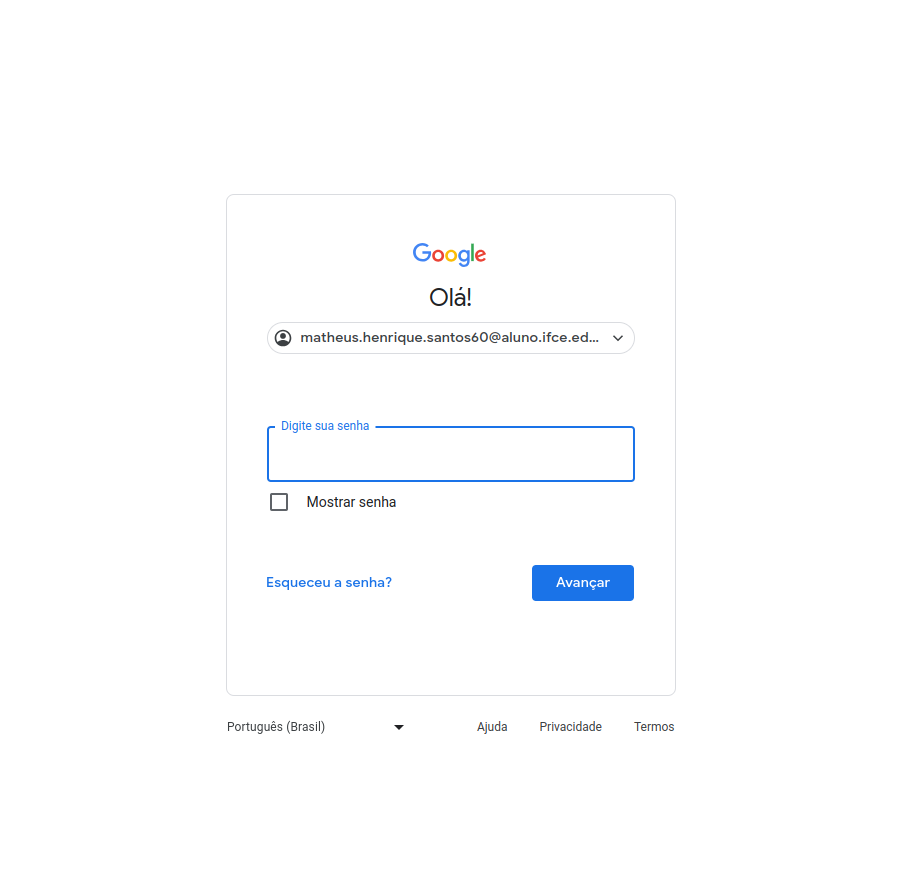 Google
Olá!
matheus.henrique.santos60@aluno.ifce.ed...
Digite sua senha
Mostrar senha
Esqueceu a senha?
Avançar
Português (Brasil)
Ajuda
Privacidade
Termos